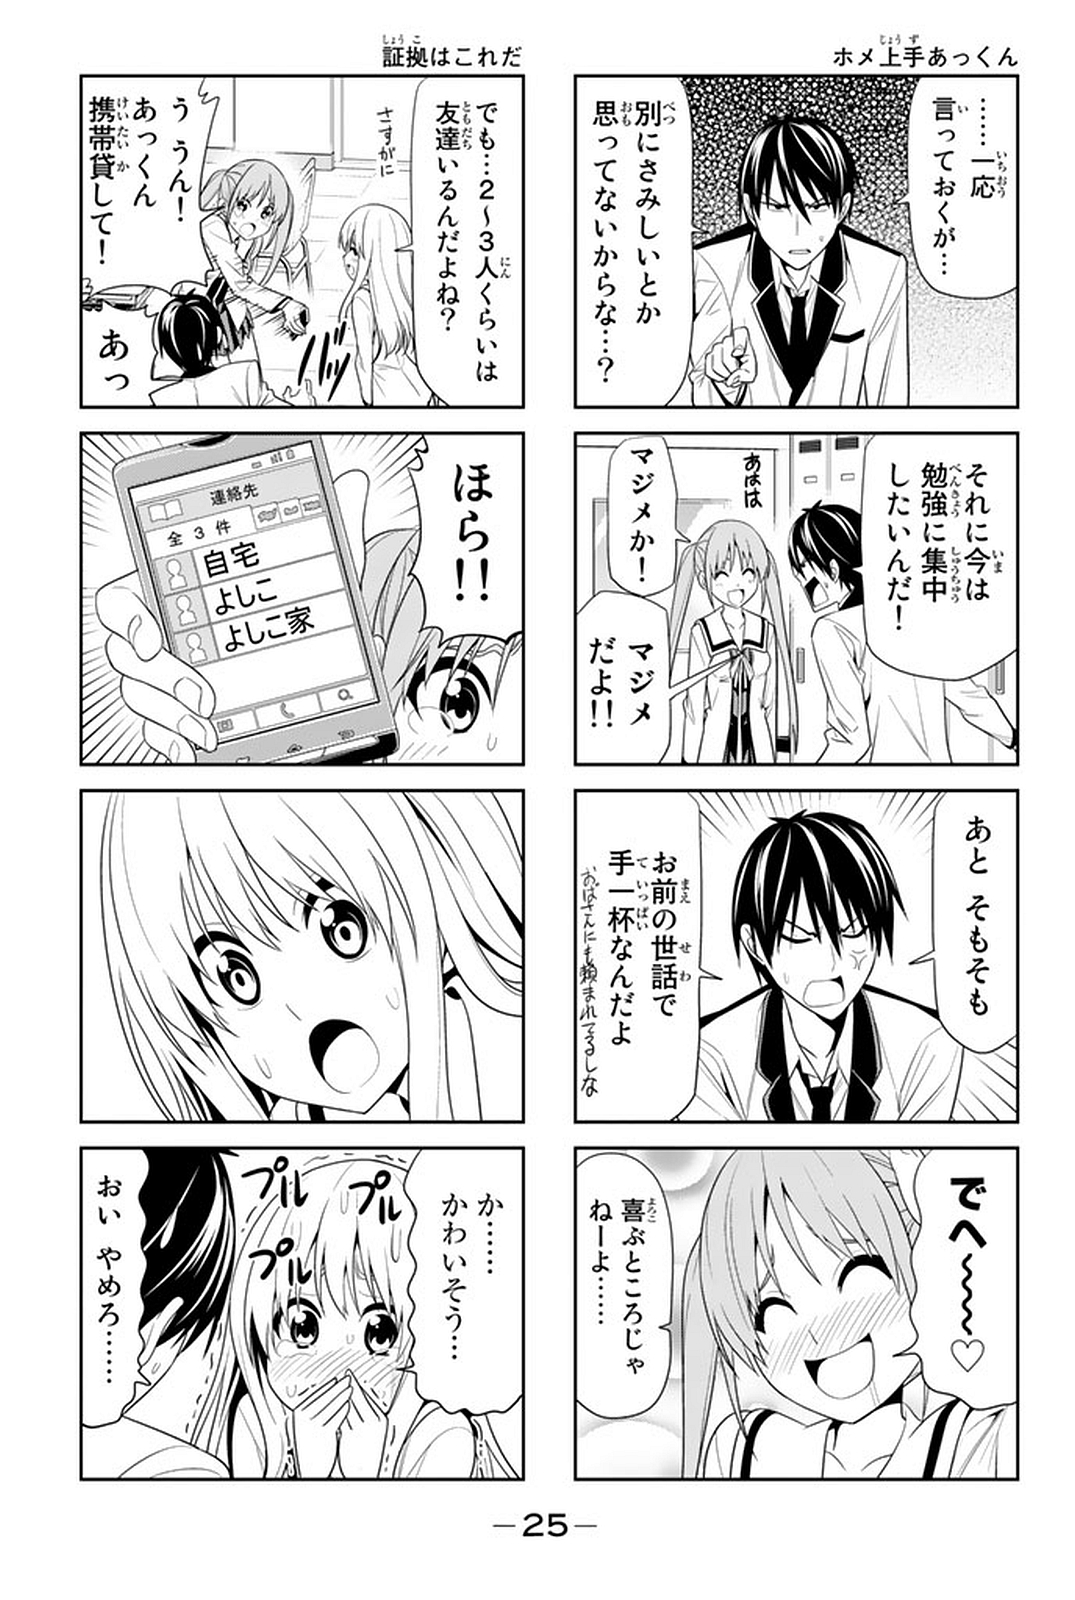 ホメ上手あっくん
……一応
言っておくが…
別にさみしいとか
思ってないからな…？
それに今は
勉強に集中
したいんだ！
あはは
マジメか！
マジメ
だよ！！
あと そもそも
お前の世話で
手一杯なんだよ
おばさんにも頼まれてるしな
でへ～～～♡
喜ぶところじゃ
ねーよ……
証拠はこれだ
でも…２～３人くらいは
友達いるんだよね？
さすがに
う うん！
あっくん
携帯貸して！
あっ
ほら！！
連絡先
全 3 件
自宅
よしこ
よしこ家
か……
かわいそう…
プルプルプル
おい やめろ……
—25—